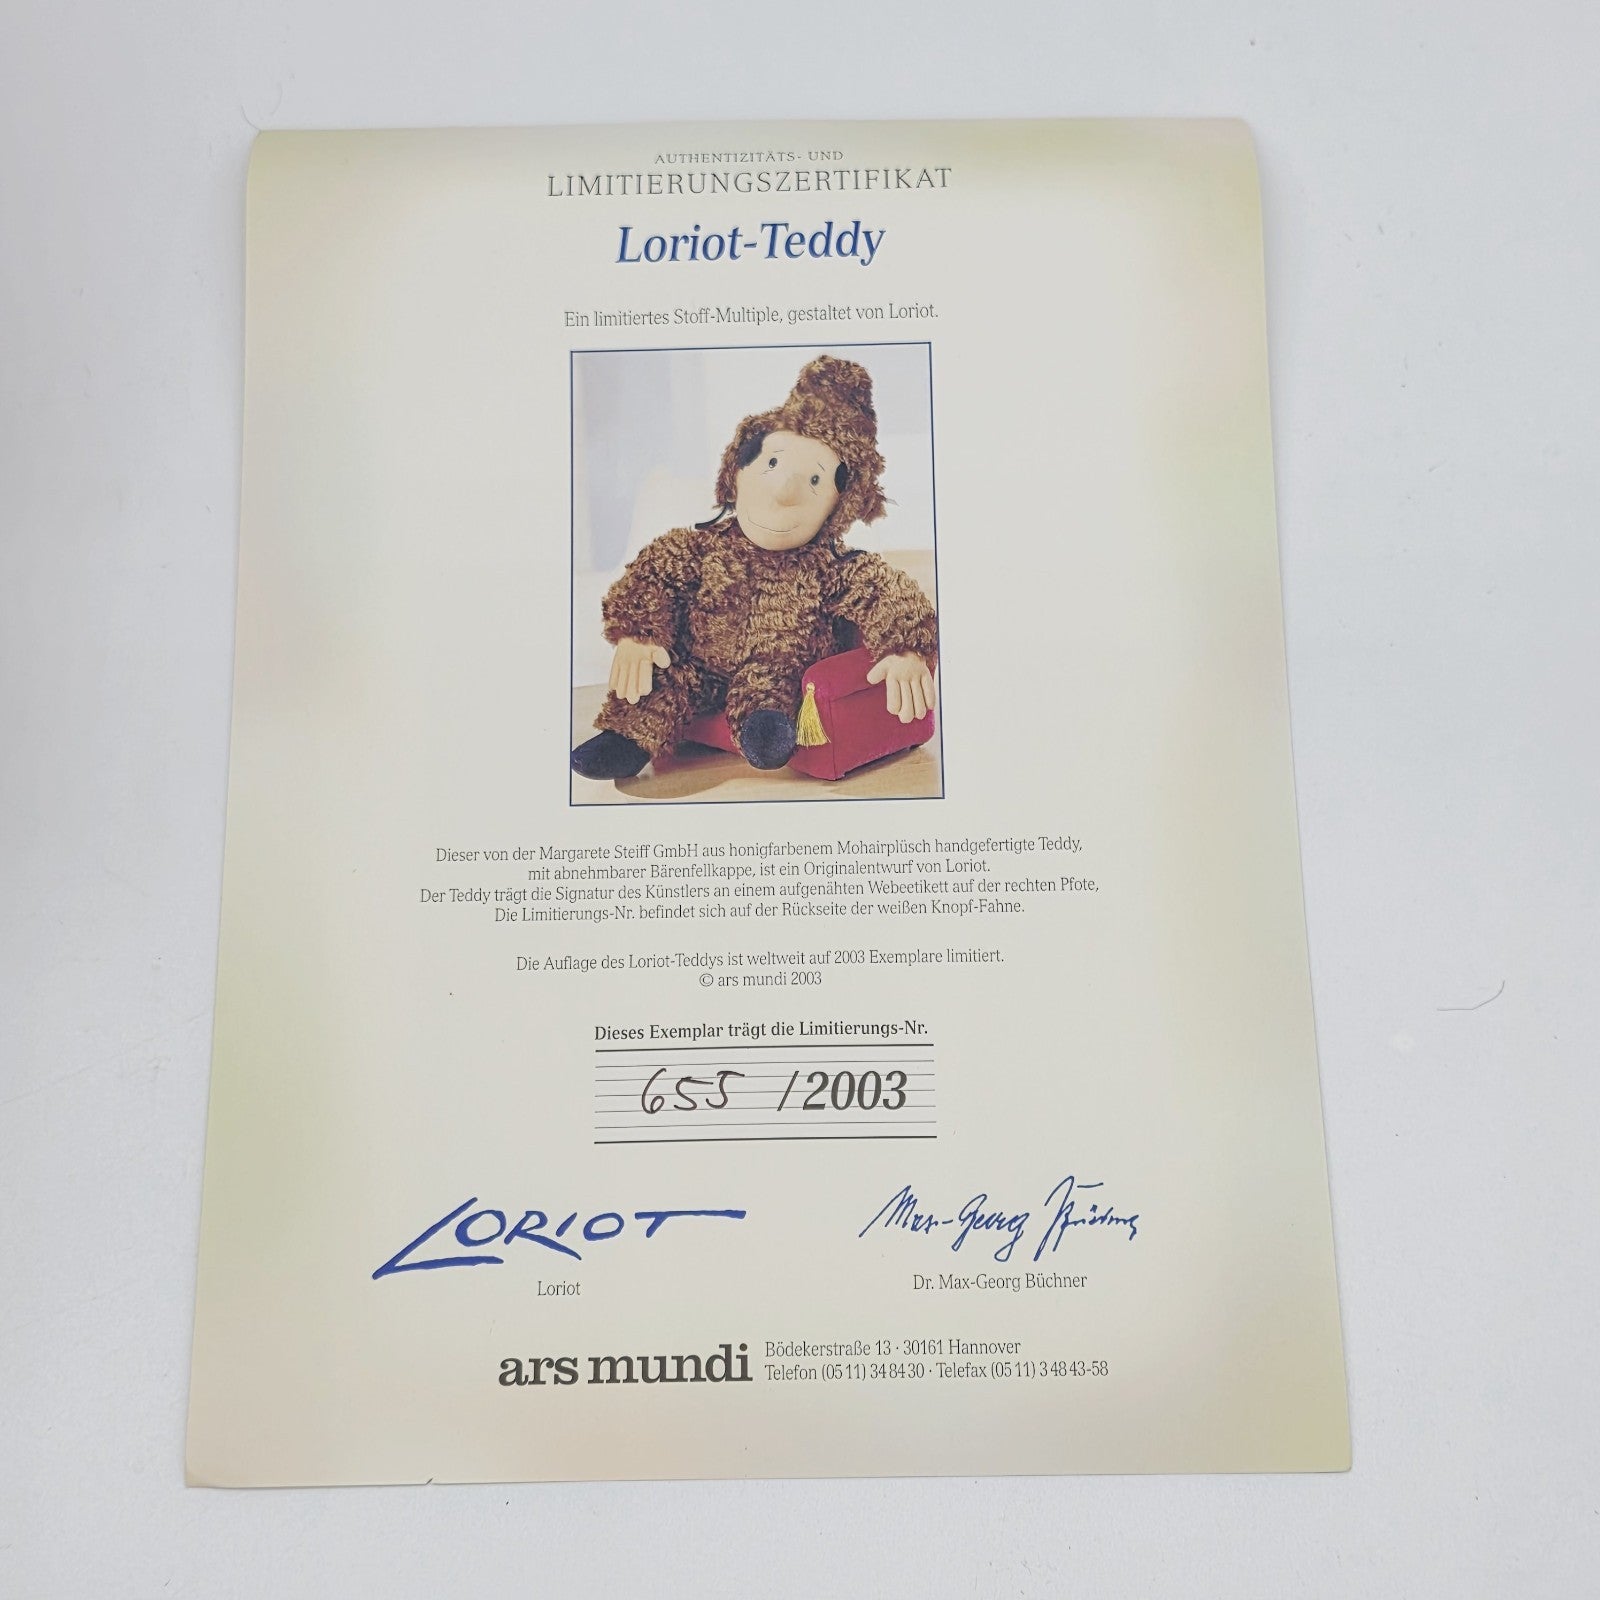 AUTHENTIZITÄTS- UND
LIMITIERUNGSZERTIFIKAT
Loriot-Teddy
Ein limitiertes Stoff-Multiple, gestaltet von Loriot.
Dieser von der Margarete Steiff GmbH aus honigfarbenem Mohairplüsch handgefertigte Teddy,
mit abnehmbarer Bärenfellkappe, ist ein Originalentwurf von Loriot.
Der Teddy trägt die Signatur des Künstlers an einem aufgenähten Webeetikett auf der rechten Pfote,
Die Limitierungs-Nr. befindet sich auf der Rückseite der weißen Knopf-Fahne.
Die Auflage des Loriot-Teddys ist weltweit auf 2003 Exemplare limitiert.
© ars mundi 2003
Dieses Exemplar trägt die Limitierungs-Nr.
655 /2003
LORIOT Max-Georg Büchner
Loriot Dr. Max-Georg Büchner
ars mundi Bödekerstraße 13 · 30161 Hannover
Telefon (05 11) 34 84 30 · Telefax (05 11) 3 48 43-58